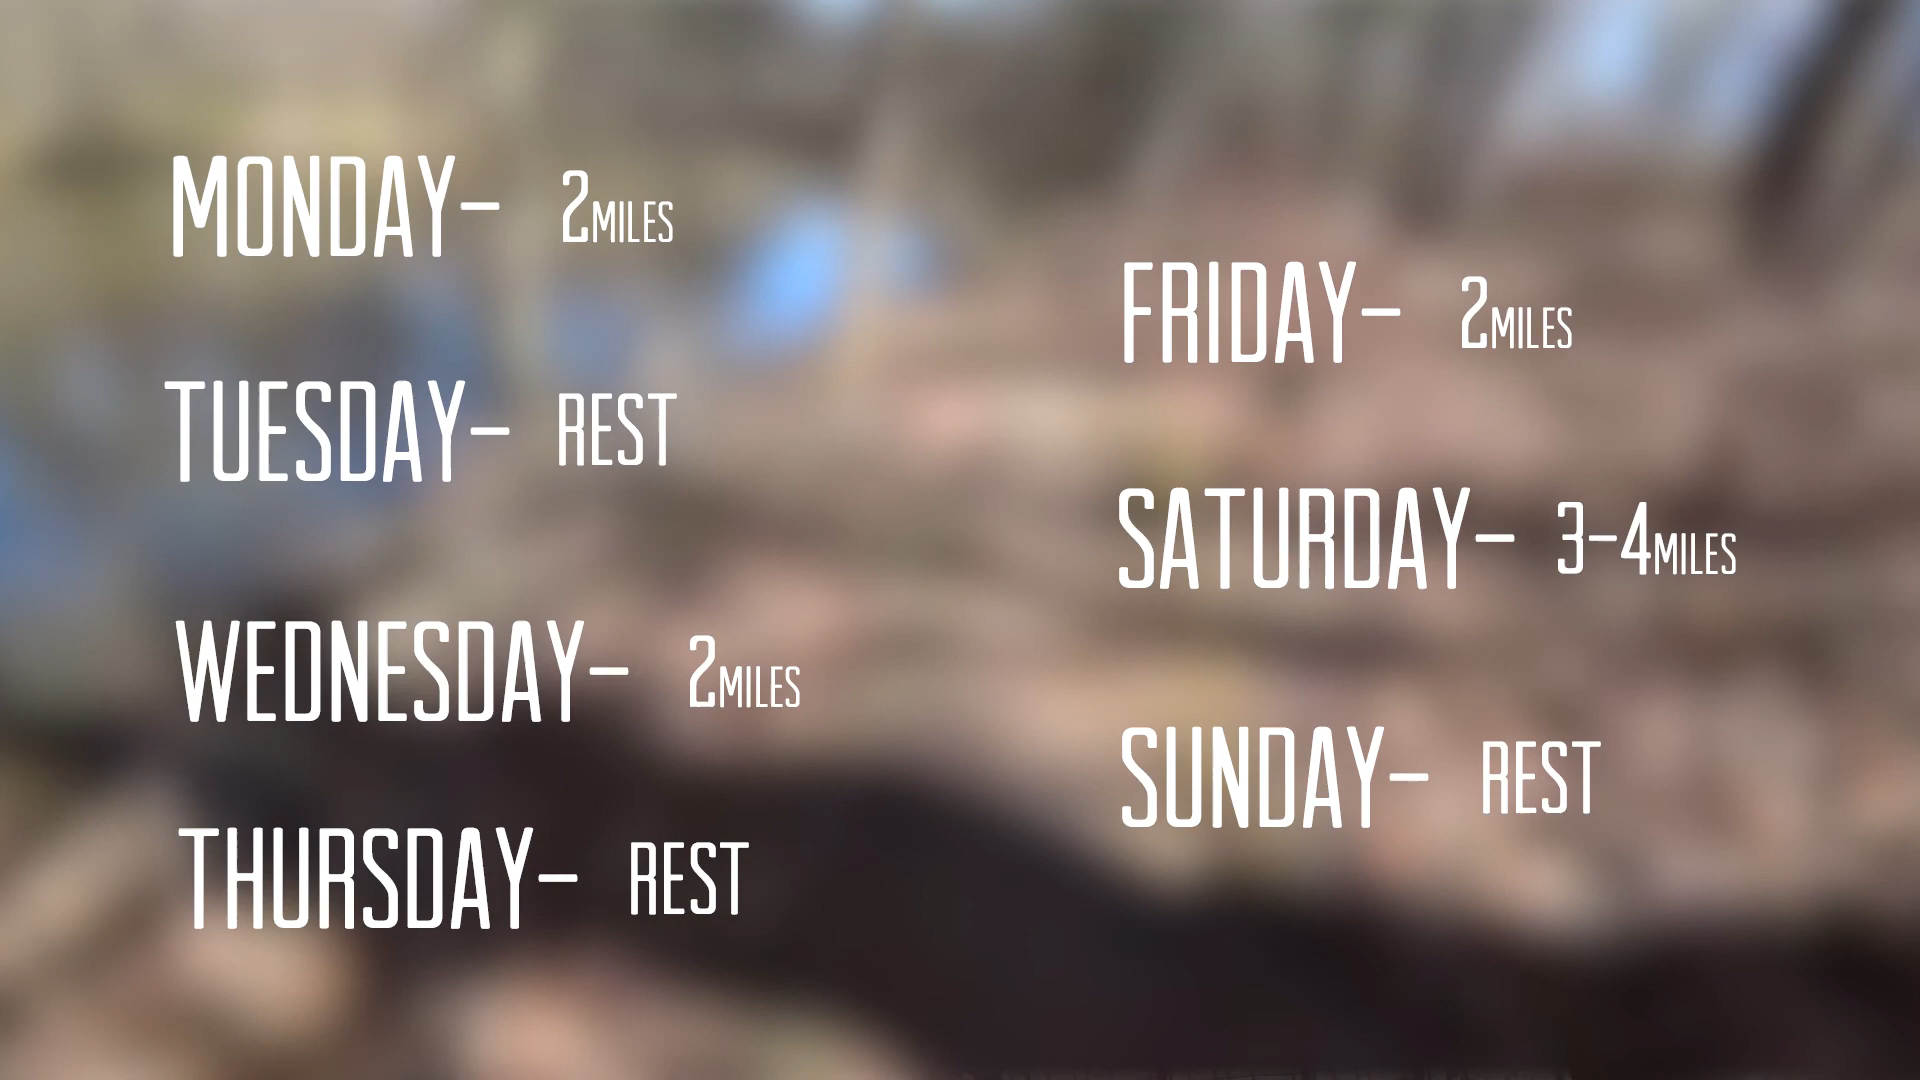 MONDAY– 2MILES
TUESDAY– REST
WEDNESDAY– 2MILES
THURSDAY– REST
FRIDAY– 2MILES
SATURDAY– 3–4MILES
SUNDAY– REST